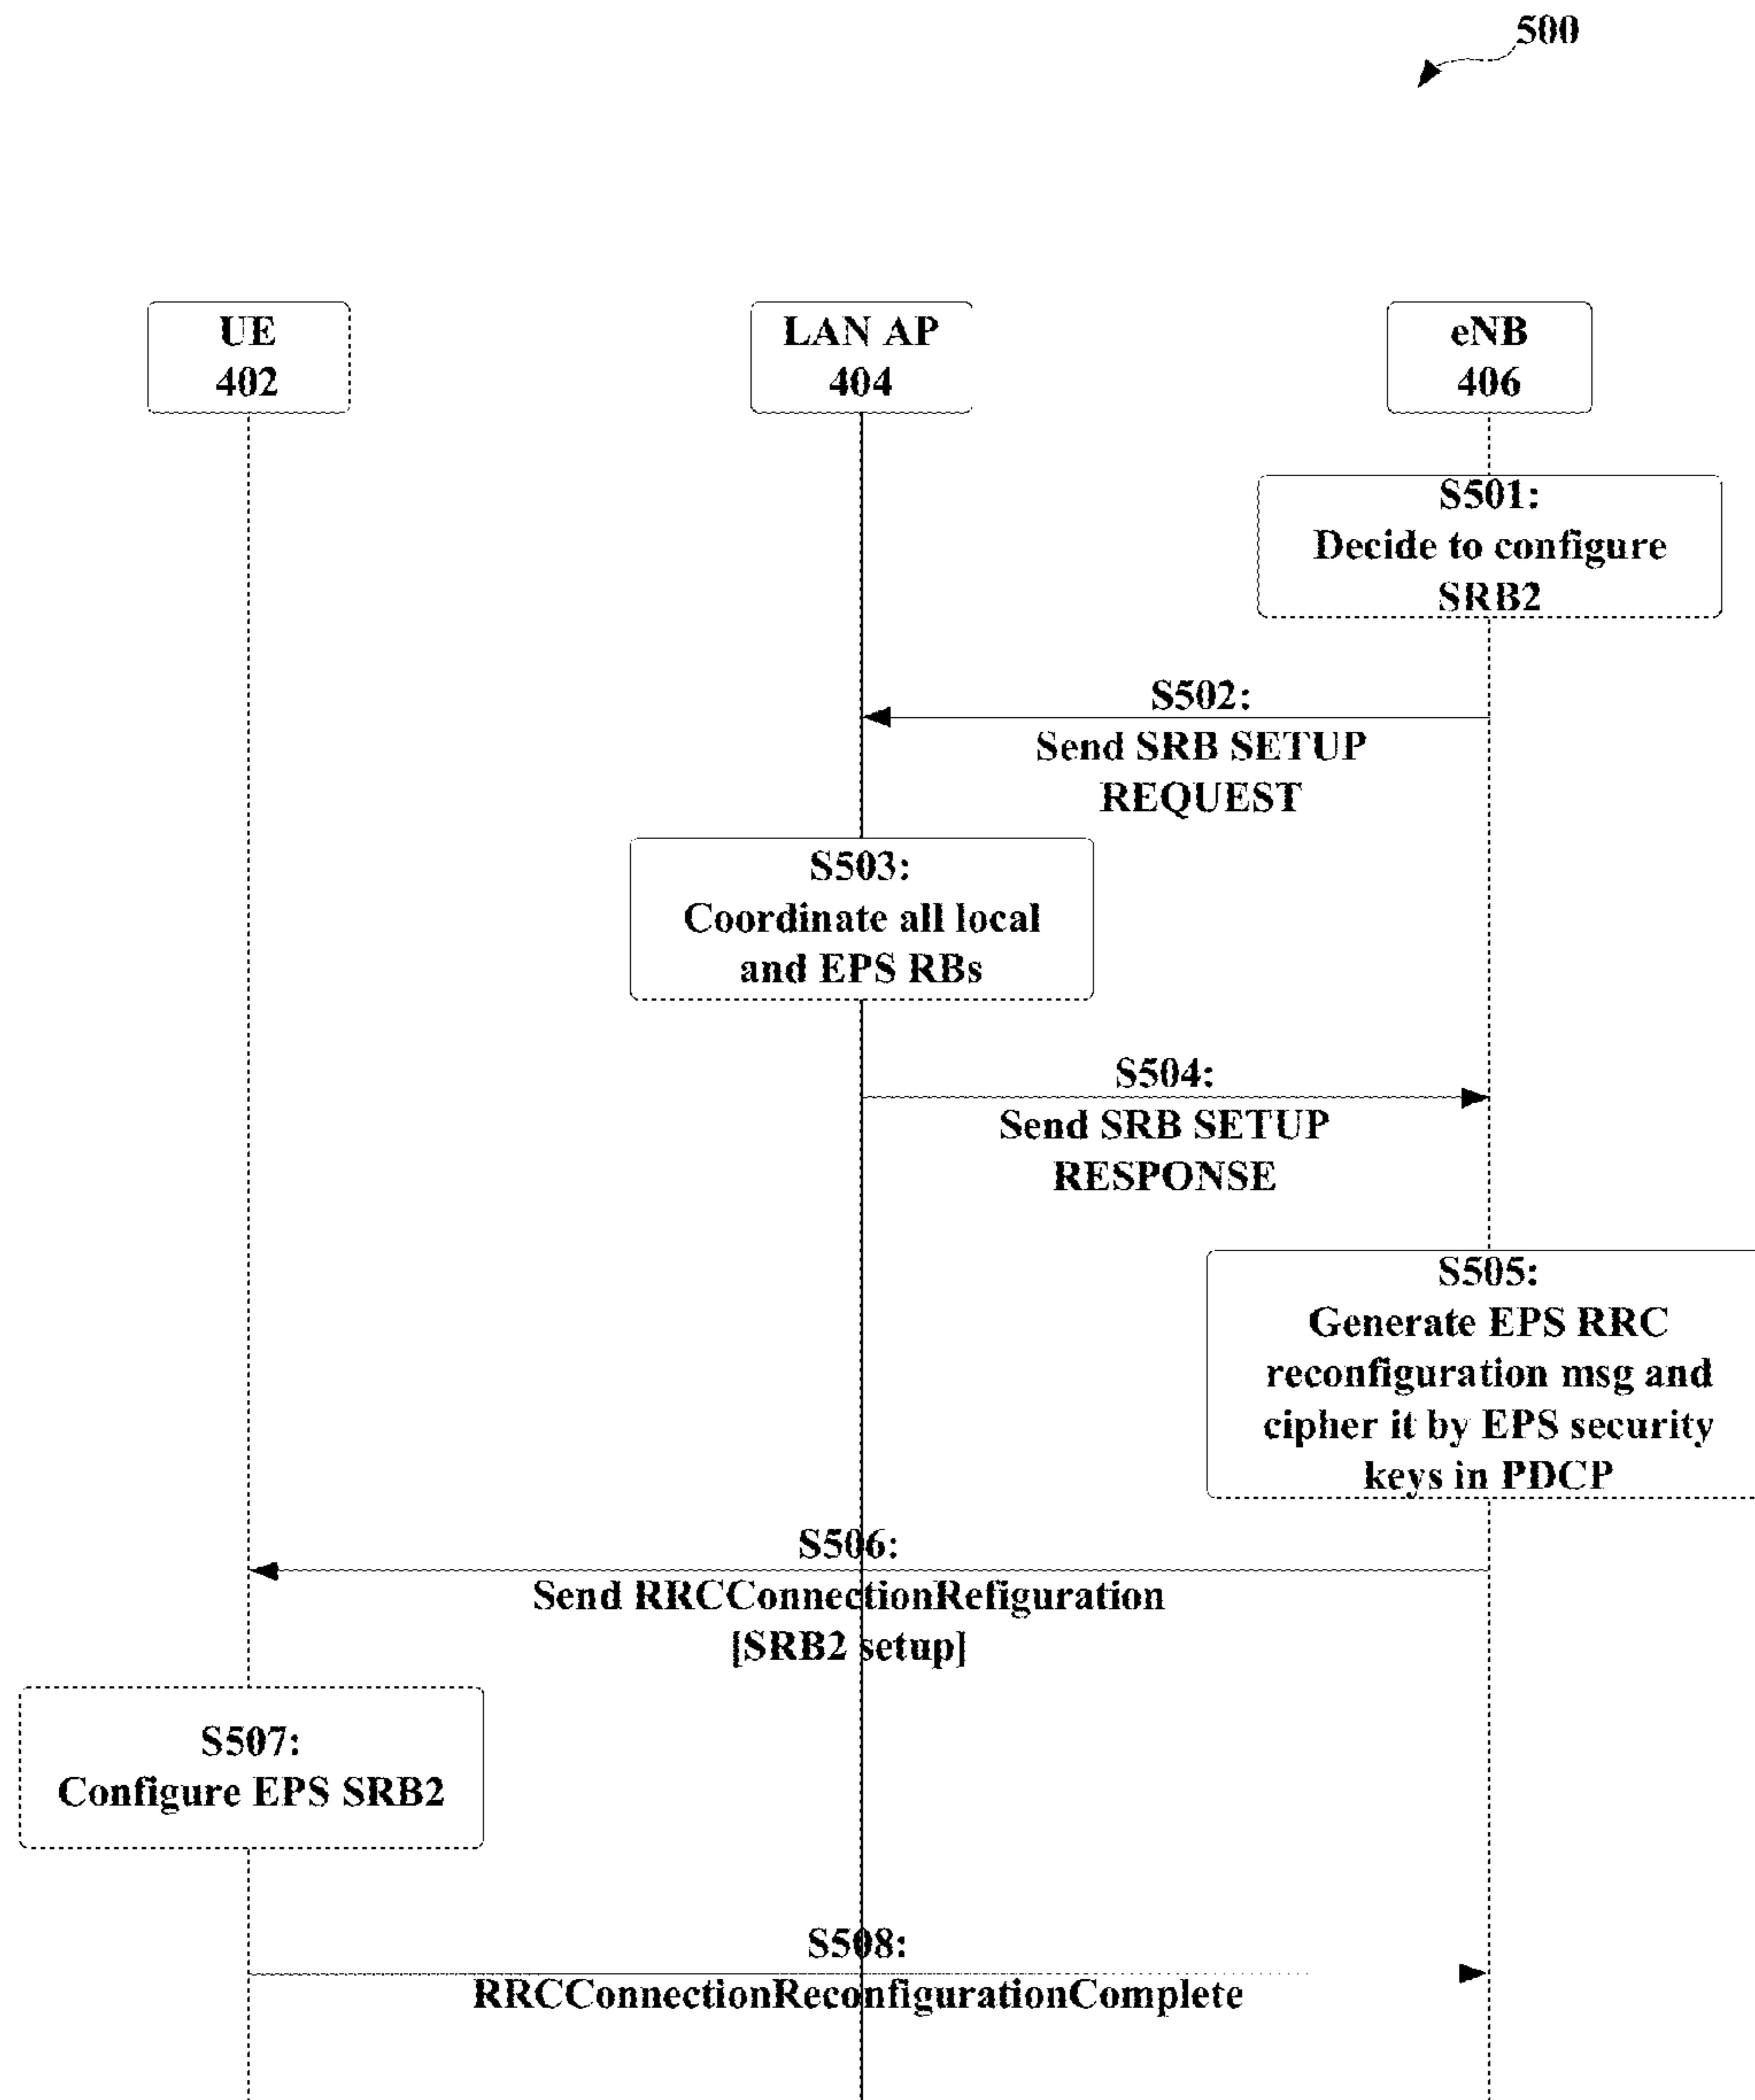 500
UE
402
LAN AP
404
eNB
406
S501:
Decide to configure
SRB2
S502:
Send SRB SETUP
REQUEST
S503:
Coordinate all local
and EPS RBs
S504:
Send SRB SETUP
RESPONSE
S505:
Generate EPS RRC
reconfiguration msg and
cipher it by EPS security
keys in PDCP
S506:
Send RRCConnectionRefiguration
[SRB2 setup]
S507:
Configure EPS SRB2
S508:
RRCConnectionReconfigurationComplete